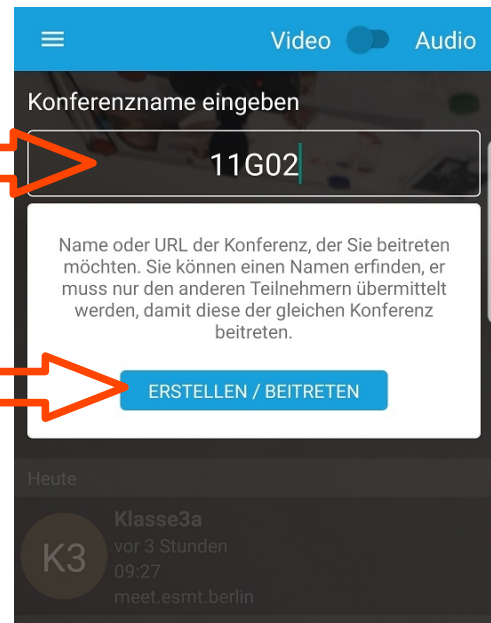 Video Audio
Konferenzname eingeben
11G02
Name oder URL der Konferenz, der Sie beitreten
möchten. Sie können einen Namen erfinden, er
muss nur den anderen Teilnehmern übermittelt
werden, damit diese der gleichen Konferenz
beitreten.
ERSTELLEN / BEITRETEN
Heute
Klasse3a
K3
vor 3 Stunden
09:27
meet.esmt.berlin